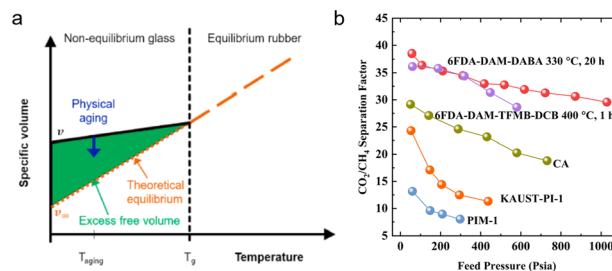 a
Non-equilibrium glass
Equilibrium rubber
Specific volume
v
Physical
aging
v∞
Theoretical
equilibrium
Excess free volume
Taging
Tg
Temperature
b
CO2/CH4 Separation Factor
45
40
35
30
25
20
15
10
5
6FDA-DAM-DABA 330 °C, 20 h
6FDA-DAM-TFMB-DCB 400 °C, 1 h
CA
KAUST-PI-1
PIM-1
0
200
400
600
800
1000
Feed Pressure (Psia)